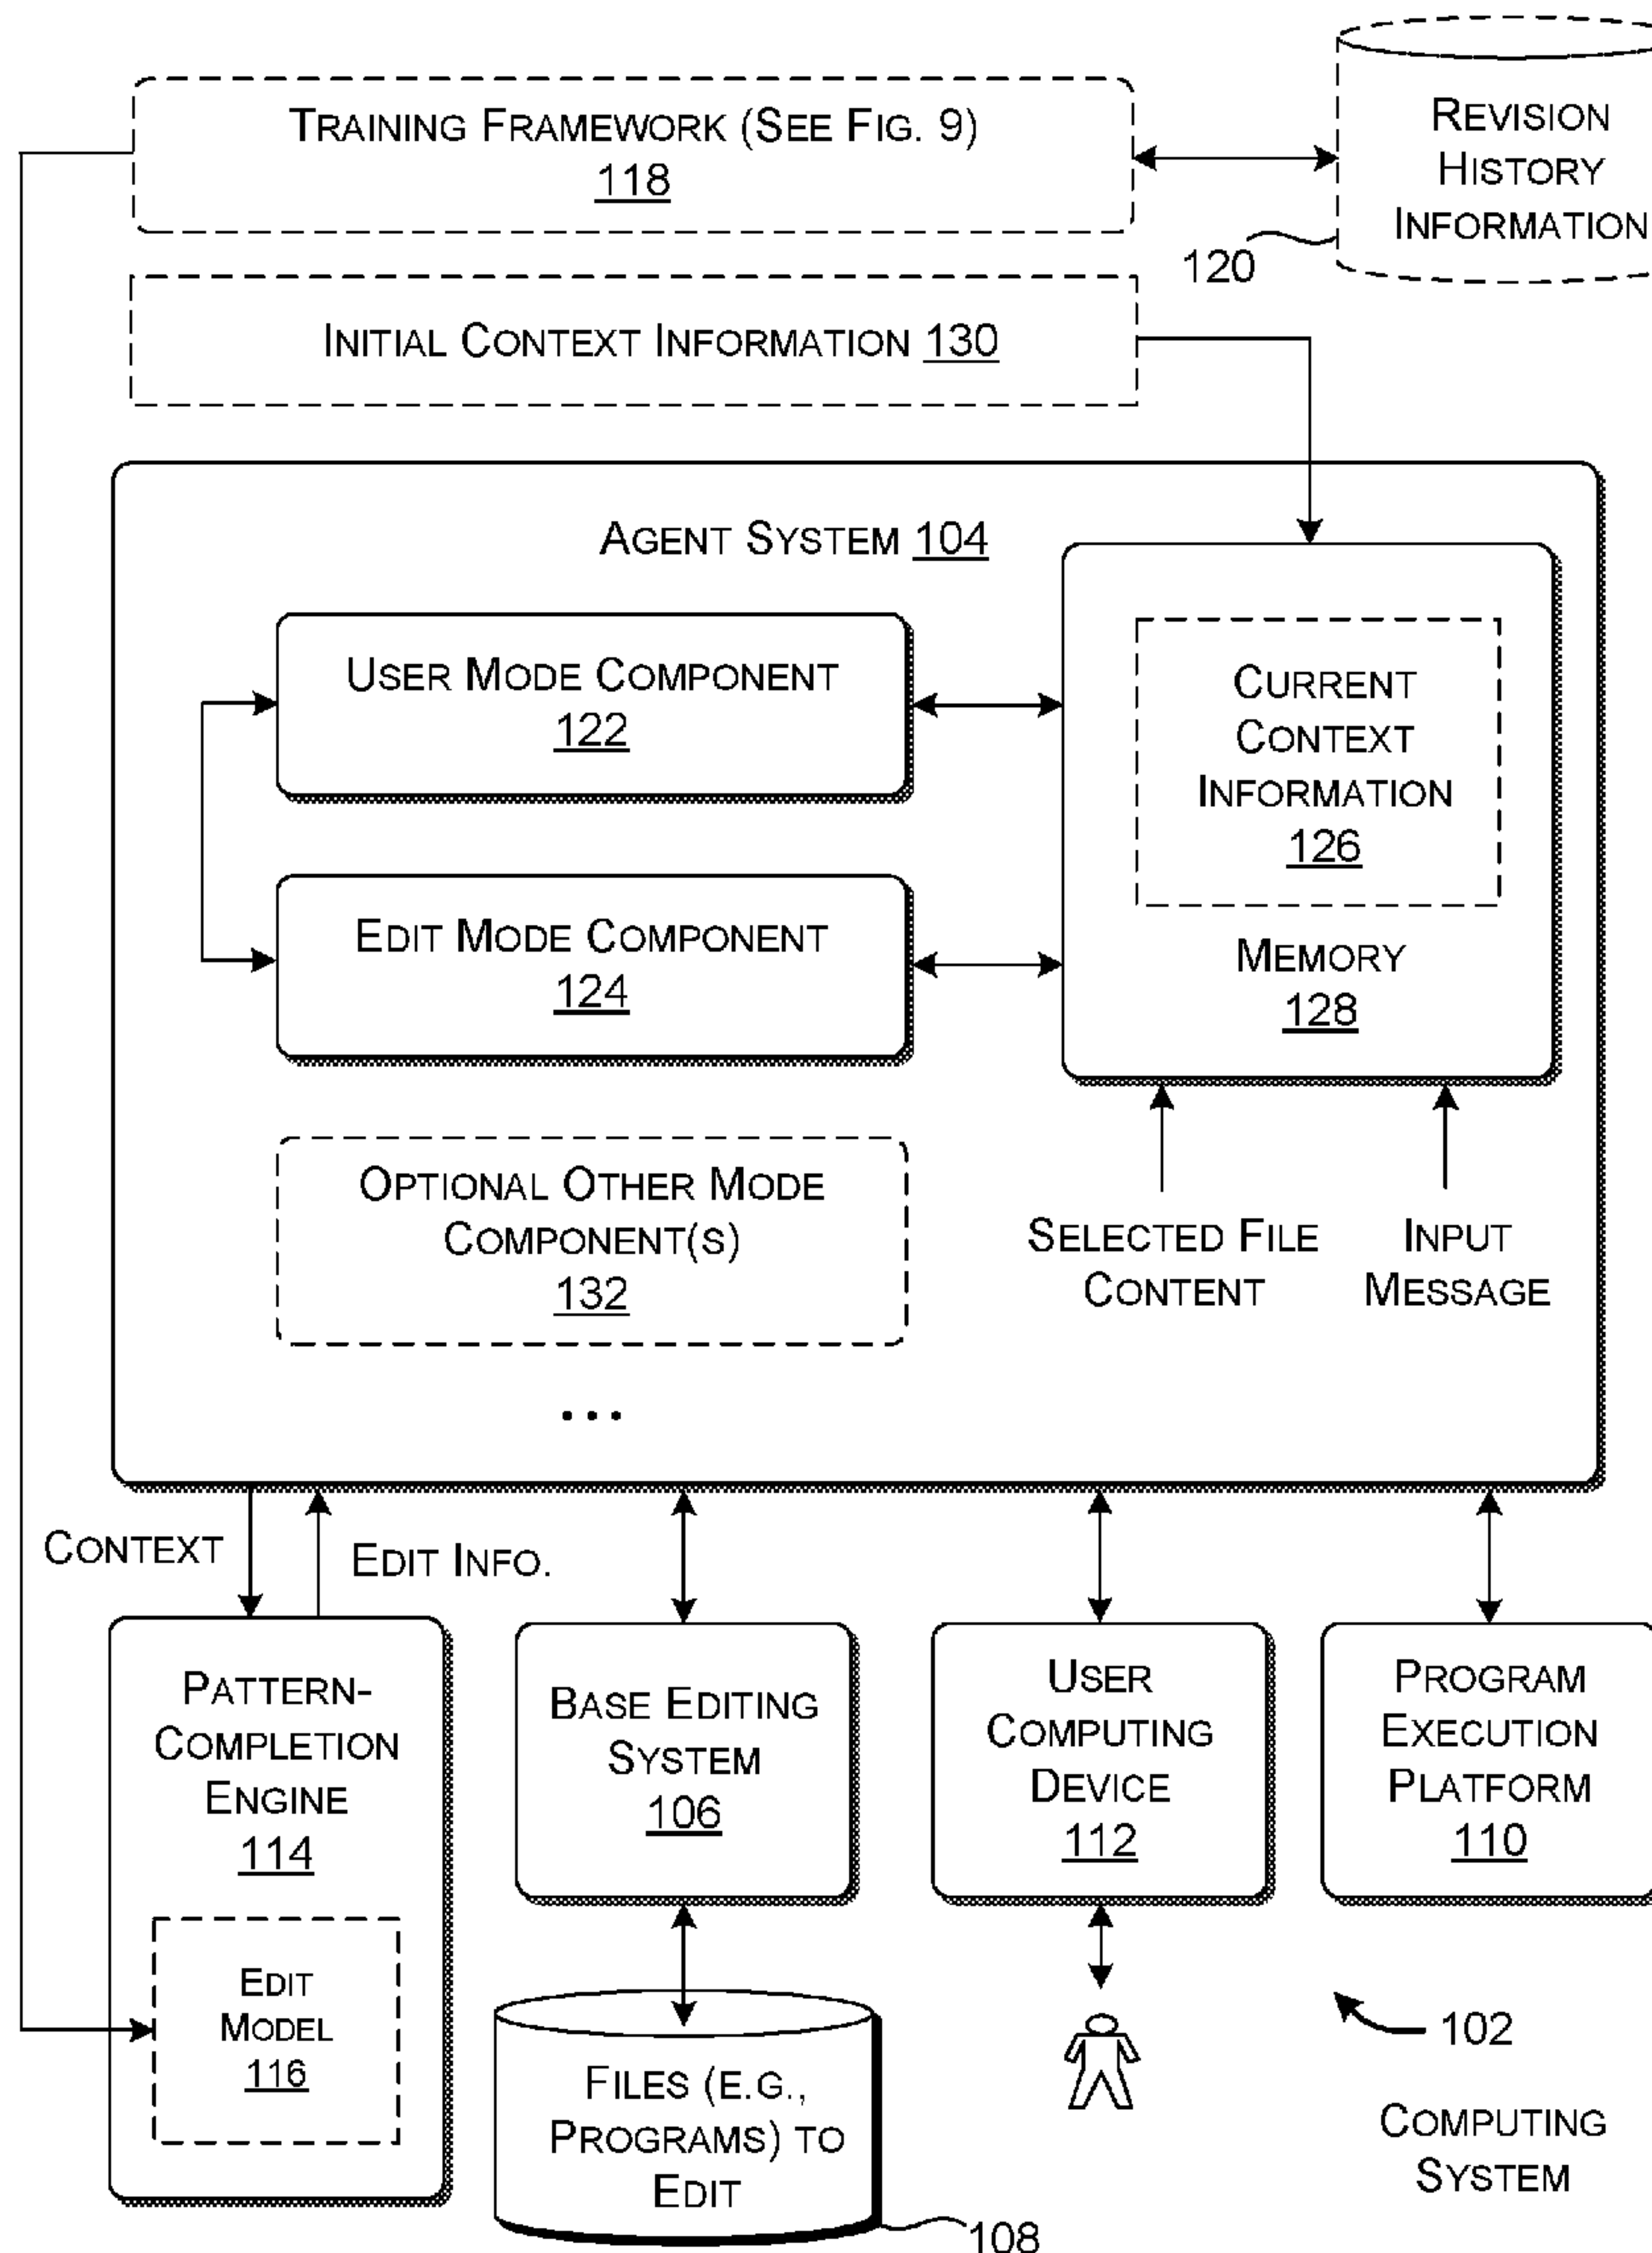 TRAINING FRAMEWORK (SEE FIG. 9)
118
REVISION
HISTORY
INFORMATION
120
INITIAL CONTEXT INFORMATION 130
AGENT SYSTEM 104
USER MODE COMPONENT
122
CURRENT
CONTEXT
INFORMATION
126
EDIT MODE COMPONENT
124
MEMORY
128
OPTIONAL OTHER MODE
COMPONENT(S)
132
SELECTED FILE
CONTENT
INPUT
MESSAGE
...
CONTEXT
EDIT INFO.
PATTERN-
COMPLETION
ENGINE
114
BASE EDITING
SYSTEM
106
USER
COMPUTING
DEVICE
112
PROGRAM
EXECUTION
PLATFORM
110
EDIT
MODEL
116
FILES (E.G.,
PROGRAMS) TO
EDIT
108
102
COMPUTING
SYSTEM